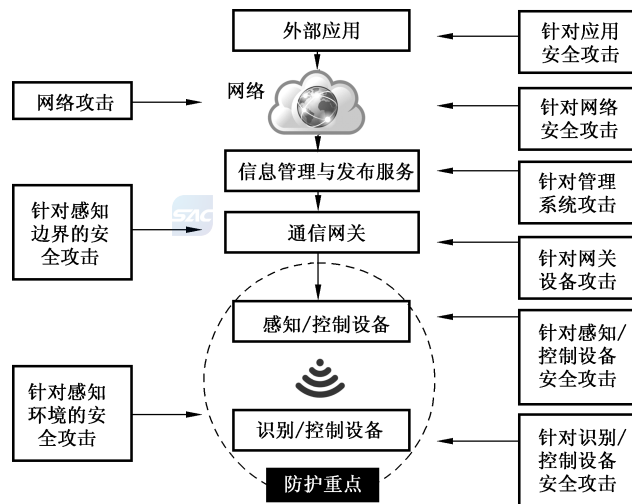 外部应用
针对应用
安全攻击
网络攻击
网络
针对网络
安全攻击
信息管理与发布服务
针对管理
系统攻击
针对感知
边界的安
全攻击
SAC
通信网关
针对网关
设备攻击
感知/控制设备
针对感知/
控制设备
安全攻击
针对感知
环境的安
全攻击
识别/控制设备
针对识别/
控制设备
安全攻击
防护重点